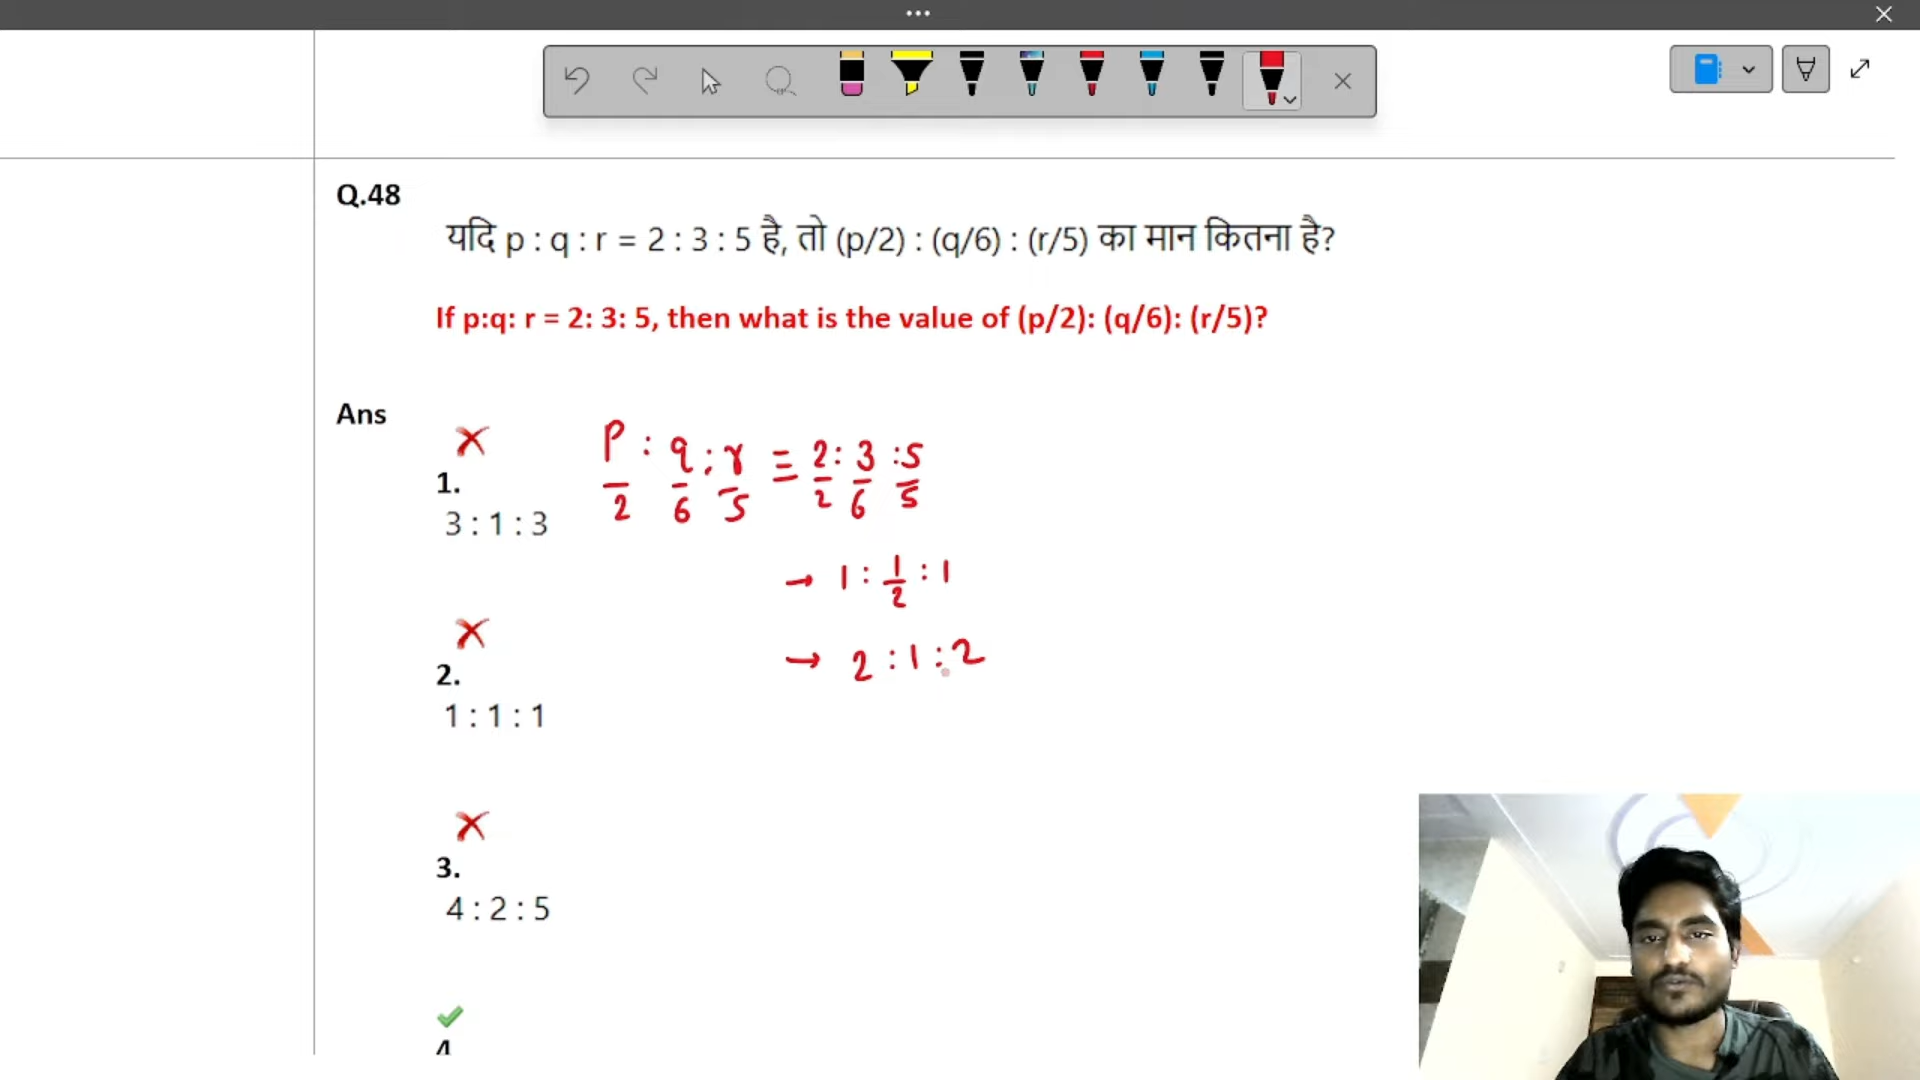 Q.48
यदि p : q : r = 2 : 3 : 5 है, तो (p/2) : (q/6) : (r/5) का मान कितना है?
If p:q: r = 2: 3: 5, then what is the value of (p/2): (q/6): (r/5)?
Ans
P/2 : q/6 : r/5 = 2/2 : 3/6 : 5/5
1.
3 : 1 : 3
→ 1 : 1/2 : 1
→ 2 : 1 : 2
2.
1 : 1 : 1
3.
4 : 2 : 5
4